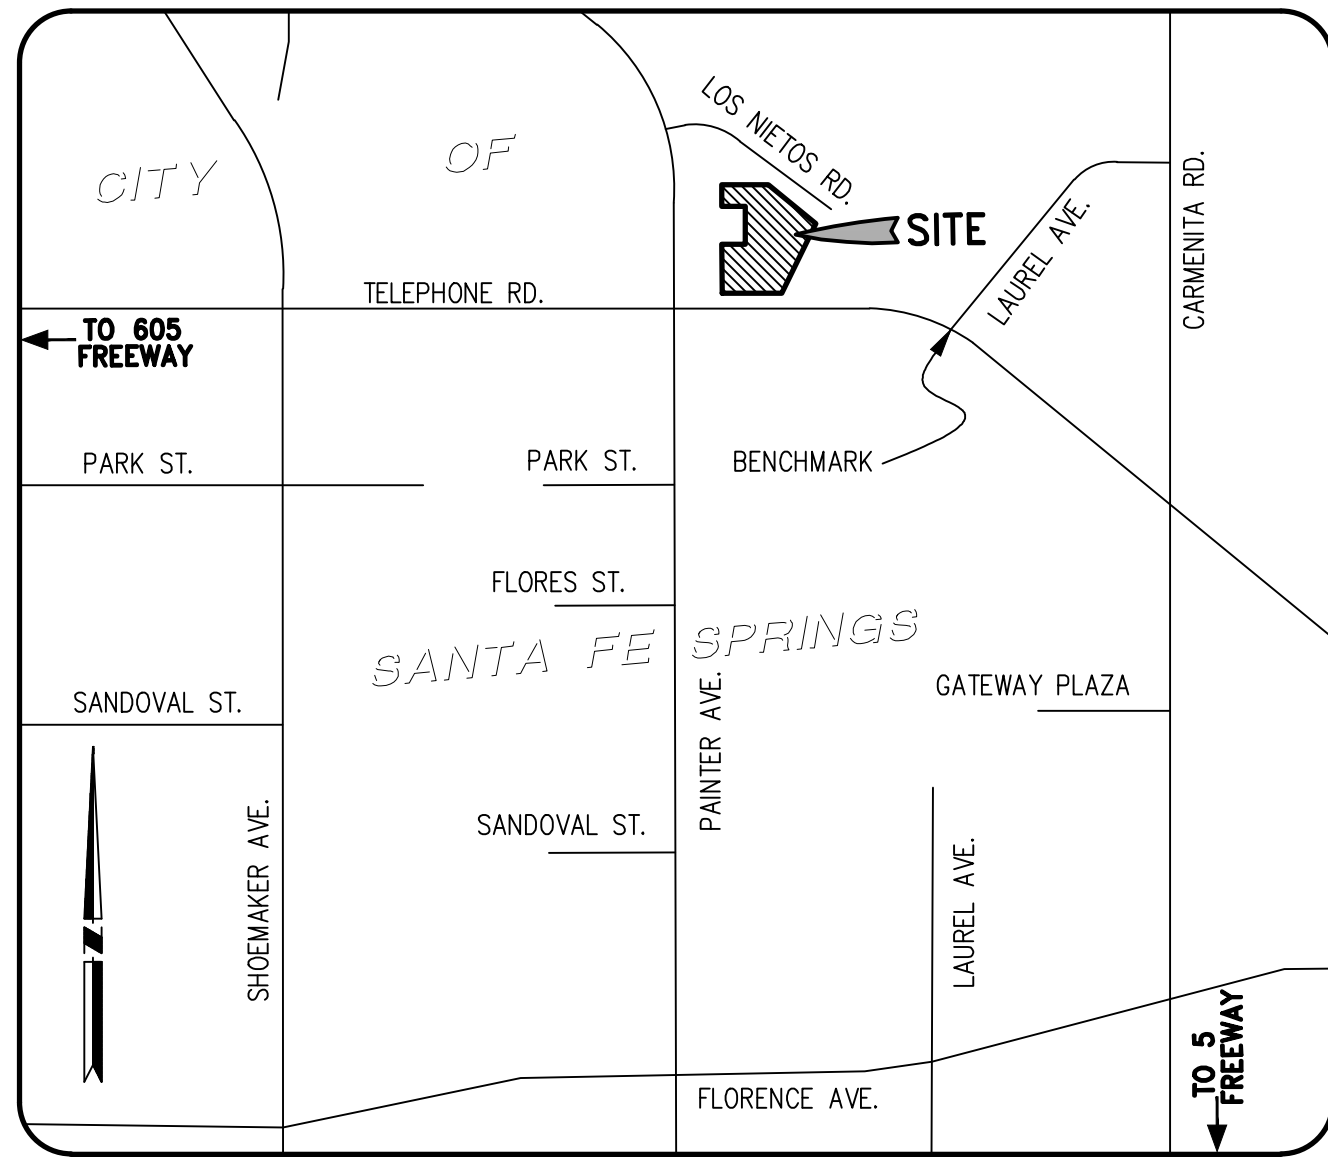 LOS NIETOS RD.
CITY OF
SITE
LAUREL AVE.
CARMENITA RD.
TELEPHONE RD.
TO 605
FREEWAY
PARK ST.
PARK ST.
BENCHMARK
FLORES ST.
SANTA FE SPRINGS
GATEWAY PLAZA
SANDOVAL ST.
PAINTER AVE.
SHOEMAKER AVE.
SANDOVAL ST.
LAUREL AVE.
N
TO 5
FREEWAY
FLORENCE AVE.